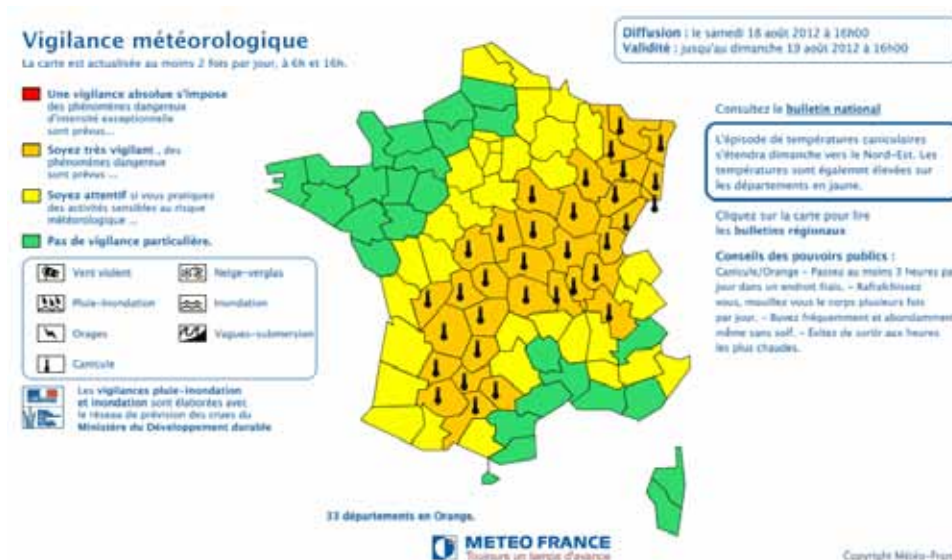 Vigilance météorologique
La carte est actualisée au moins 2 fois par jour, à 6h et 16h.
Une vigilance absolue s'impose
des phénomènes dangereux
d'intensité exceptionnelle
sont prévus...
Soyez très vigilant , des
phénomènes dangereux
sont prévus ...
Soyez attentif si vous pratiquez
des activités sensibles au risque
météorologique ...
Pas de vigilance particulière.
Vent violent
Neige-verglas
Pluie-inondation
Inondation
Orages
Vagues-submersion
Canicule
Les vigilances pluie-inondation
et inondation sont élaborées avec
le réseau de prévision des crues du
Ministère du Développement durable
33 départements en Orange.
METEO FRANCE
Toujours un temps d'avance
Diffusion : le samedi 18 août 2012 à 16h00
Validité : jusqu'au dimanche 19 août 2012 à 16h00
Consultez le bulletin national
L'épisode de températures caniculaires
s'étendra dimanche vers le Nord-Est. Les
températures sont également élevées sur
les départements en jaune.
Cliquez sur la carte pour lire
les bulletins régionaux
Conseils des pouvoirs publics :
Canicule/Orange - Passez au moins 3 heures pa
jour dans un endroit frais. - Rafraîchissez
vous, mouillez vous le corps plusieurs fois
par jour. - Buvez fréquemment et abondammen
même sans soif. - Evitez de sortir aux heures
les plus chaudes.
Copyright Météo-Franc